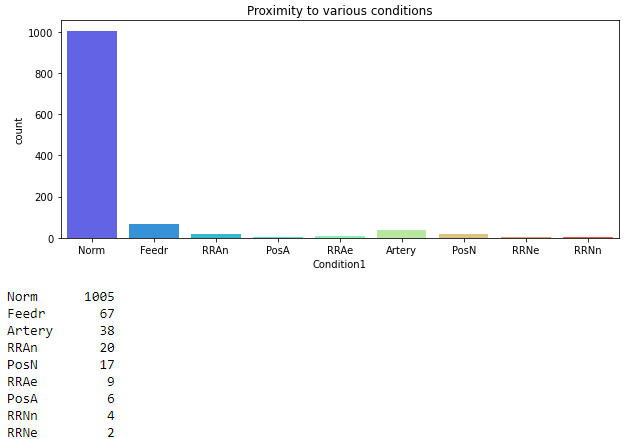 Proximity to various conditions
1000
800
600
400
200
0
count
Norm Feedr RRAn PosA RRAe Artery PosN RRNe RRNn
Condition1
Norm 1005
Feedr 67
Artery 38
RRAn 20
PosN 17
RRAe 9
PosA 6
RRNn 4
RRNe 2